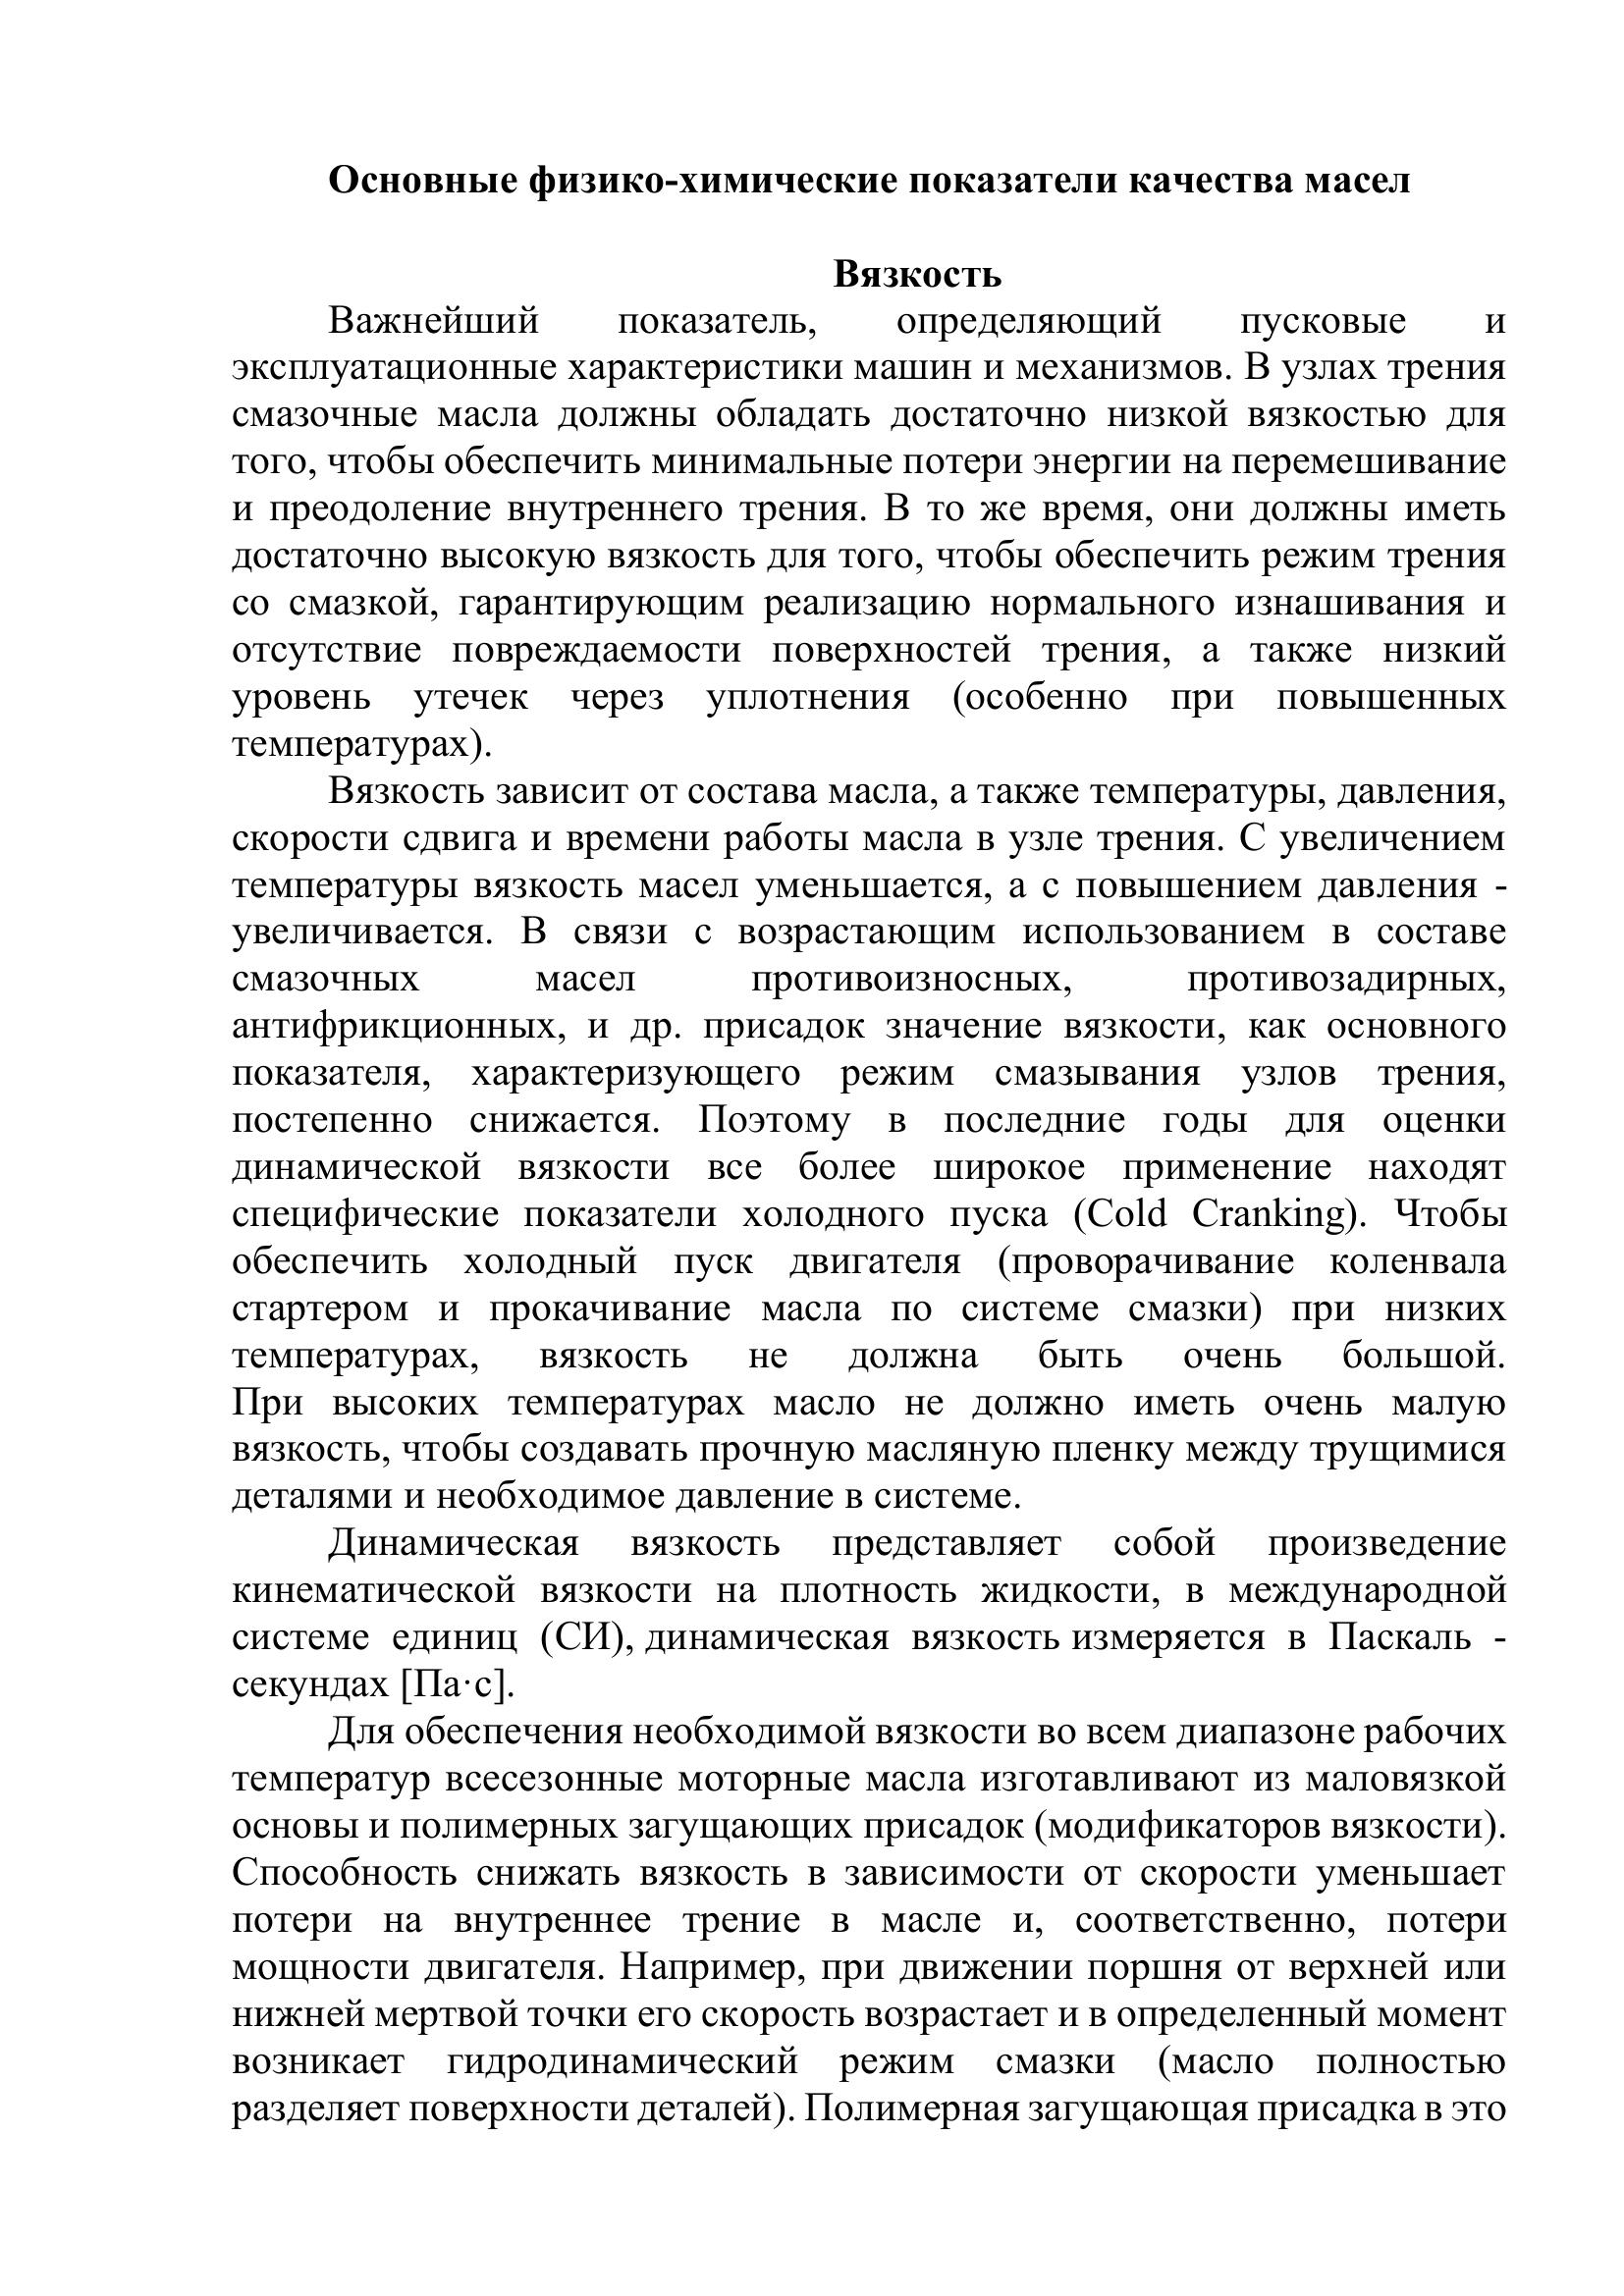 Основные физико-химические показатели качества масел
Вязкость
Важнейший показатель, определяющий пусковые и
эксплуатационные характеристики машин и механизмов. В узлах трения
смазочные масла должны обладать достаточно низкой вязкостью для
того, чтобы обеспечить минимальные потери энергии на перемешивание
и преодоление внутреннего трения. В то же время, они должны иметь
достаточно высокую вязкость для того, чтобы обеспечить режим трения
со смазкой, гарантирующим реализацию нормального изнашивания и
отсутствие повреждаемости поверхностей трения, а также низкий
уровень утечек через уплотнения (особенно при повышенных
температурах).
Вязкость зависит от состава масла, а также температуры, давления,
скорости сдвига и времени работы масла в узле трения. С увеличением
температуры вязкость масел уменьшается, а с повышением давления -
увеличивается. В связи с возрастающим использованием в составе
смазочных масел противоизносных, противозадирных,
антифрикционных, и др. присадок значение вязкости, как основного
показателя, характеризующего режим смазывания узлов трения,
постепенно снижается. Поэтому в последние годы для оценки
динамической вязкости все более широкое применение находят
специфические показатели холодного пуска (Cold Cranking). Чтобы
обеспечить холодный пуск двигателя (проворачивание коленвала
стартером и прокачивание масла по системе смазки) при низких
температурах, вязкость не должна быть очень большой.
При высоких температурах масло не должно иметь очень малую
вязкость, чтобы создавать прочную масляную пленку между трущимися
деталями и необходимое давление в системе.
Динамическая вязкость представляет собой произведение
кинематической вязкости на плотность жидкости, в международной
системе единиц (СИ), динамическая вязкость измеряется в Паскаль -
секундах [Па·с].
Для обеспечения необходимой вязкости во всем диапазоне рабочих
температур всесезонные моторные масла изготавливают из маловязкой
основы и полимерных загущающих присадок (модификаторов вязкости).
Способность снижать вязкость в зависимости от скорости уменьшает
потери на внутреннее трение в масле и, соответственно, потери
мощности двигателя. Например, при движении поршня от верхней или
нижней мертвой точки его скорость возрастает и в определенный момент
возникает гидродинамический режим смазки (масло полностью
разделяет поверхности деталей). Полимерная загущающая присадка в это